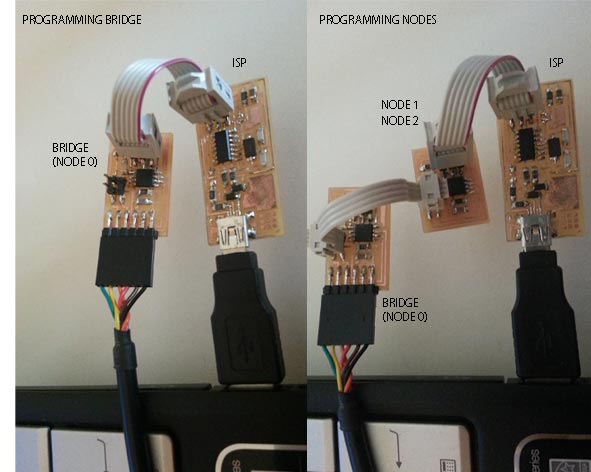 PROGRAMMING BRIDGE
ISP
BRIDGE
(NODE 0)
PROGRAMMING NODES
ISP
NODE 1
NODE 2
BRIDGE
(NODE 0)